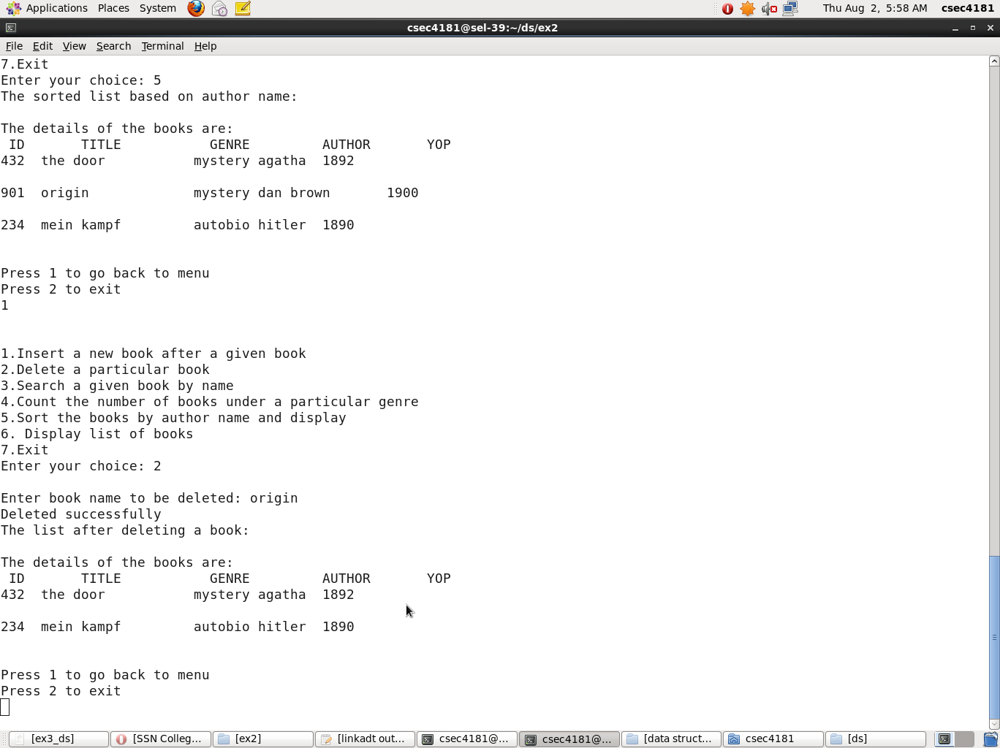 Applications Places System Thu Aug 2, 5:58 AM csec4181
csec4181@sel-39:~/ds/ex2
File Edit View Search Terminal Help
7.Exit
Enter your choice: 5
The sorted list based on author name:
The details of the books are:
ID TITLE GENRE AUTHOR YOP
432 the door mystery agatha 1892
901 origin mystery dan brown 1900
234 mein kampf autobio hitler 1890
Press 1 to go back to menu
Press 2 to exit
1
1.Insert a new book after a given book
2.Delete a particular book
3.Search a given book by name
4.Count the number of books under a particular genre
5.Sort the books by author name and display
6. Display list of books
7.Exit
Enter your choice: 2
Enter book name to be deleted: origin
Deleted successfully
The list after deleting a book:
The details of the books are:
ID TITLE GENRE AUTHOR YOP
432 the door mystery agatha 1892
234 mein kampf autobio hitler 1890
Press 1 to go back to menu
Press 2 to exit
[ex3_ds] [SSN Colleg... [ex2] [linkadt out... csec4181@... csec4181@... [data struct... csec4181 [ds]